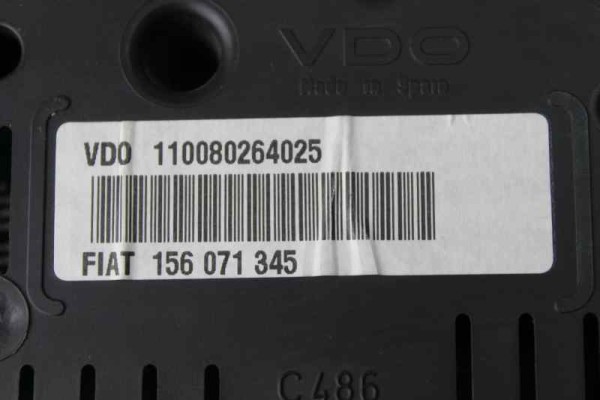 VDO
Made in Spain
VDO 110080264025
FIAT 156 071 345
C486